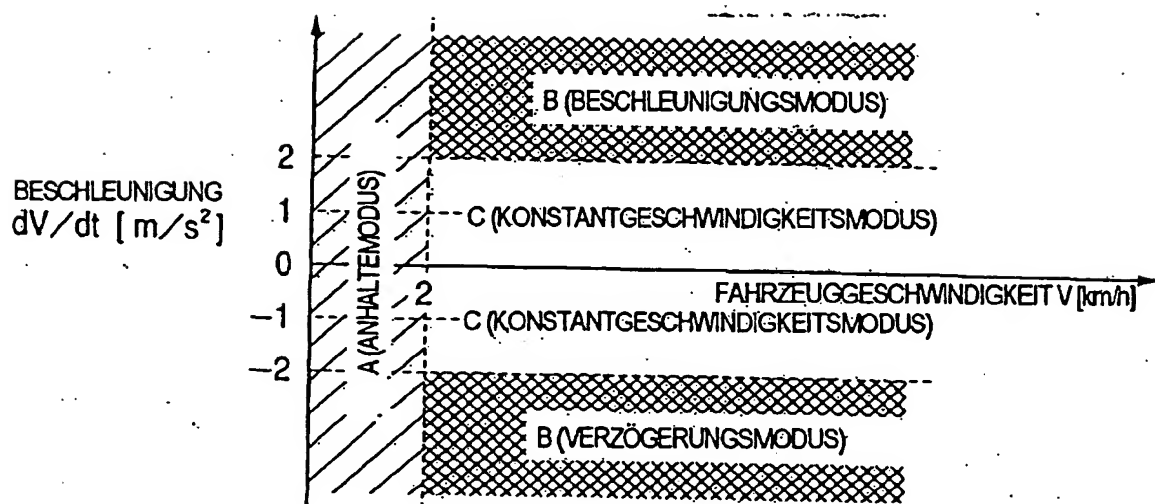 B (BESCHLEUNIGUNGSMODUS)
2
BESCHLEUNIGUNG
dV/dt [m/s²]
1
C (KONSTANTGESCHWINDIGKEITSMODUS)
0
A (ANHALTEMODUS)
2
FAHRZEUGGESCHWINDIGKEIT V [km/h]
-1
C (KONSTANTGESCHWINDIGKEITSMODUS)
-2
B (VERZÖGERUNGSMODUS)